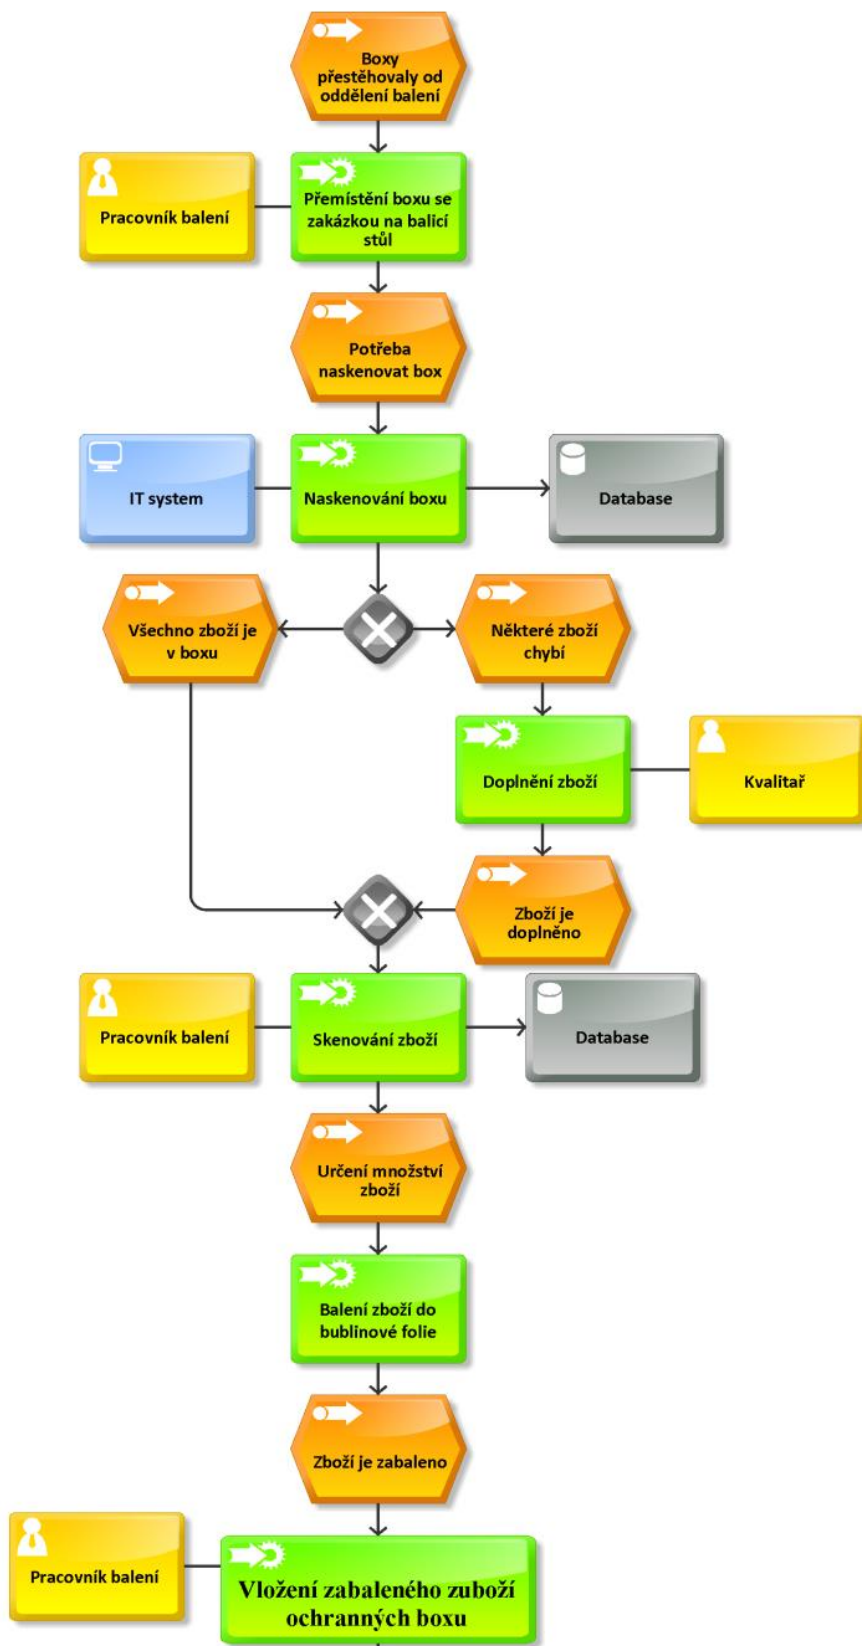 Boxy
přestěhovaly od
oddělení balení
Pracovník balení
Přemístění boxu se
zakázkou na balicí
stůl
Potřeba
naskenovat box
IT system
Naskenování boxu
Database
Všechno zboží je
v boxu
Některé zboží
chybí
Doplnění zboží
Kvalitař
Zboží je
doplněno
Pracovník balení
Skenování zboží
Database
Určení množství
zboží
Balení zboží do
bublinové folie
Zboží je zabaleno
Pracovník balení
Vložení zabaleného zuboží
ochranných boxu